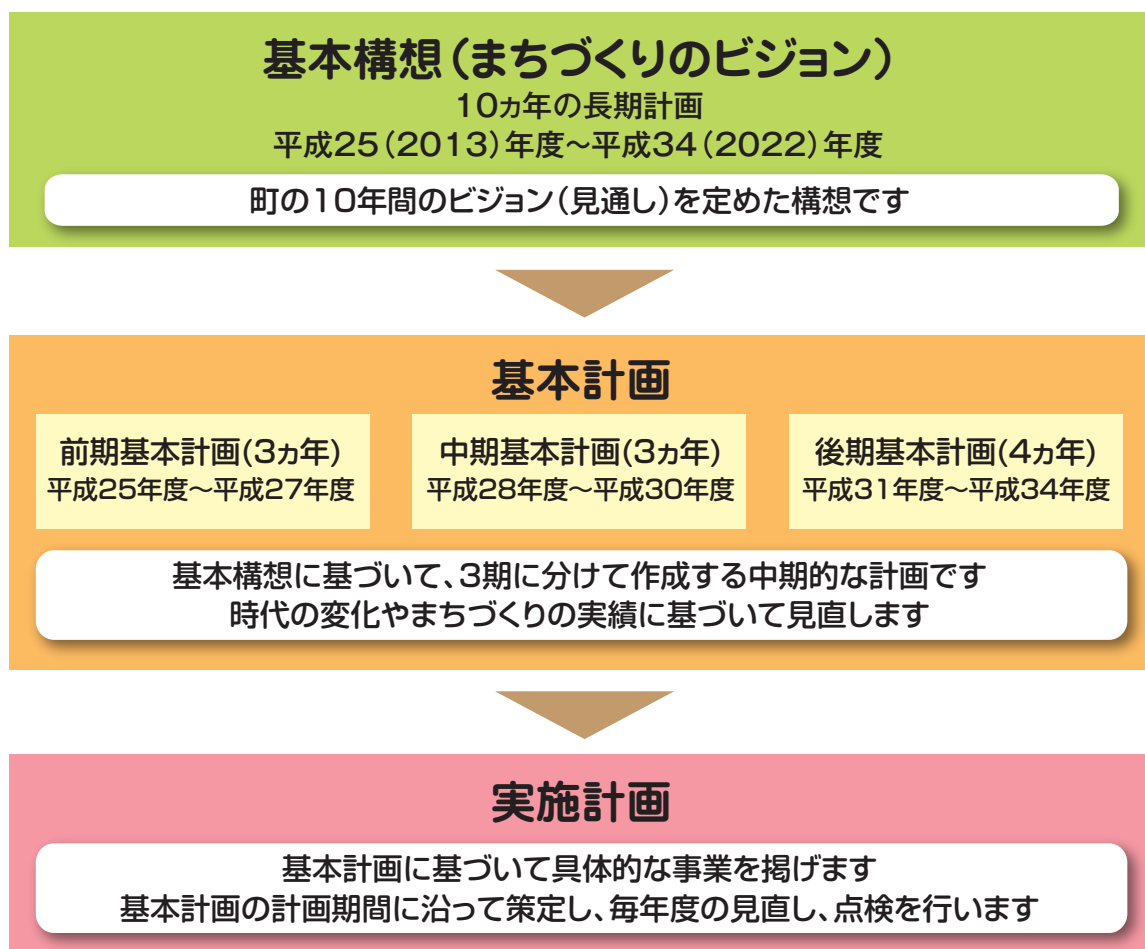 基本構想（まちづくりのビジョン）
10ヵ年の長期計画
平成25（2013）年度～平成34（2022）年度
町の10年間のビジョン（見通し）を定めた構想です
基本計画
前期基本計画(3ヵ年)
平成25年度～平成27年度
中期基本計画(3ヵ年)
平成28年度～平成30年度
後期基本計画(4ヵ年)
平成31年度～平成34年度
基本構想に基づいて、3期に分けて作成する中期的な計画です
時代の変化やまちづくりの実績に基づいて見直します
実施計画
基本計画に基づいて具体的な事業を掲げます
基本計画の計画期間に沿って策定し、毎年度の見直し、点検を行います